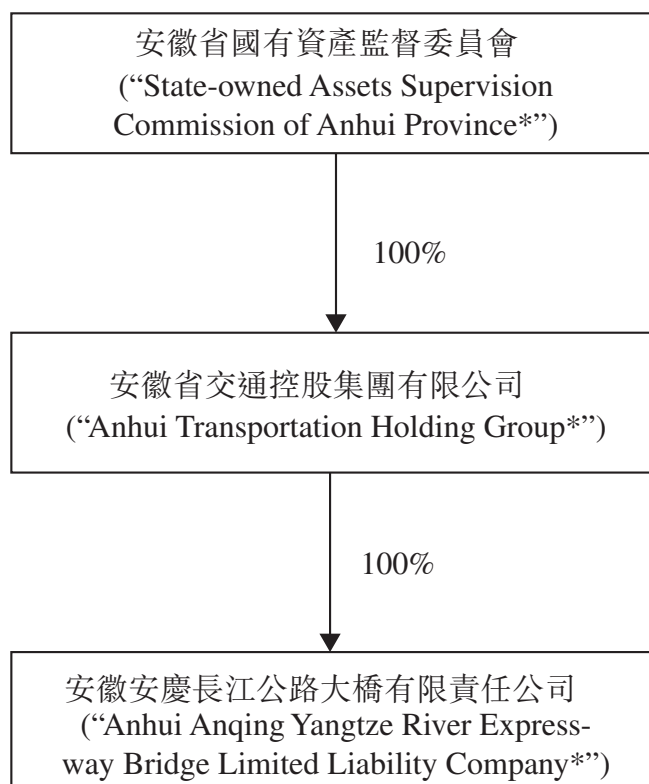 安徽省國有資產監督委員會
(“State-owned Assets Supervision
Commission of Anhui Province*”)
100%
安徽省交通控股集團有限公司
(“Anhui Transportation Holding Group*”)
100%
安徽安慶長江公路大橋有限責任公司
(“Anhui Anqing Yangtze River Express-
way Bridge Limited Liability Company*”)